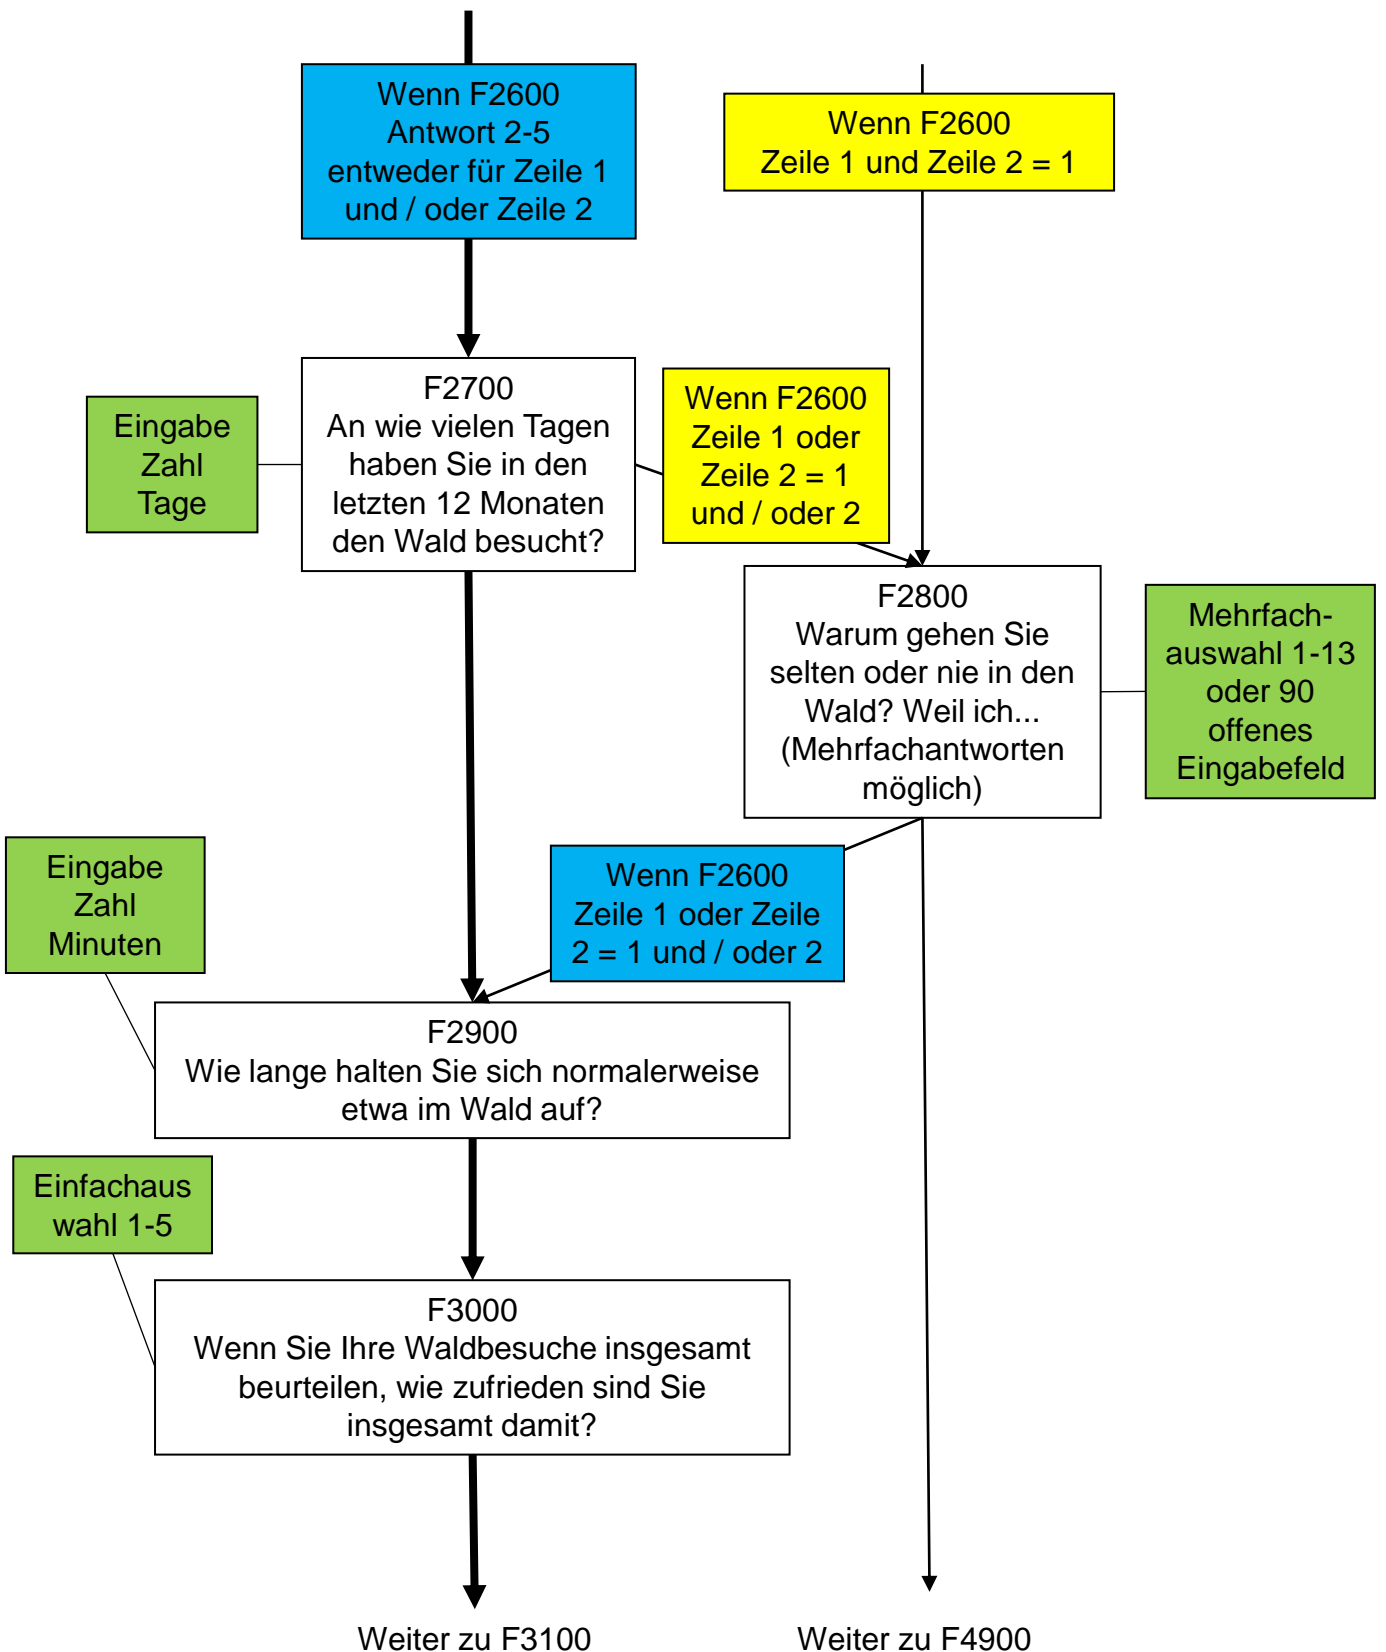 Wenn F2600
Antwort 2-5
entweder für Zeile 1
und / oder Zeile 2
Wenn F2600
Zeile 1 und Zeile 2 = 1
F2700
An wie vielen Tagen
haben Sie in den
letzten 12 Monaten
den Wald besucht?
Eingabe
Zahl
Tage
Wenn F2600
Zeile 1 oder
Zeile 2 = 1
und / oder 2
F2800
Warum gehen Sie
selten oder nie in den
Wald? Weil ich...
(Mehrfachantworten
möglich)
Mehrfach-
auswahl 1-13
oder 90
offenes
Eingabefeld
Eingabe
Zahl
Minuten
Wenn F2600
Zeile 1 oder Zeile
2 = 1 und / oder 2
F2900
Wie lange halten Sie sich normalerweise
etwa im Wald auf?
Einfachaus
wahl 1-5
F3000
Wenn Sie Ihre Waldbesuche insgesamt
beurteilen, wie zufrieden sind Sie
insgesamt damit?
Weiter zu F3100
Weiter zu F4900